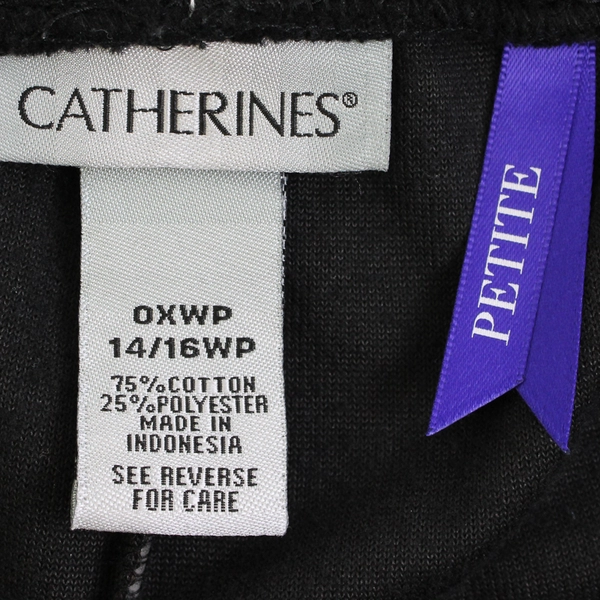 CATHERINES®
0XWP
14/16WP
75%COTTON
25%POLYESTER
MADE IN
INDONESIA
SEE REVERSE
FOR CARE
PETITE